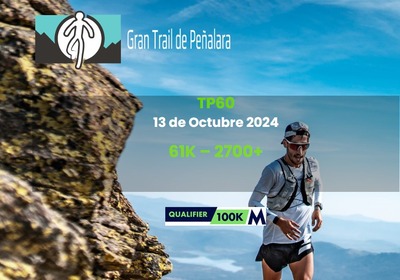 Gran Trail de Peñalara
TP60
13 de Octubre 2024
61K – 2700+
QUALIFIER 100K M